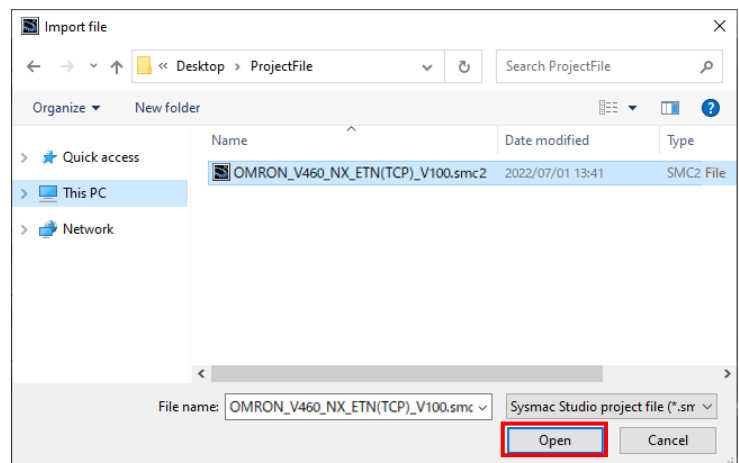 Import file
« Desktop > ProjectFile
Search ProjectFile
Organize
New folder
?
Name
Date modified
Type
Quick access
OMRON_V460_NX_ETN(TCP)_V100.smc2
2022/07/01 13:41
SMC2 File
This PC
Network
File name:
OMRON_V460_NX_ETN(TCP)_V100.smc
Sysmac Studio project file (*.sm
Open
Cancel